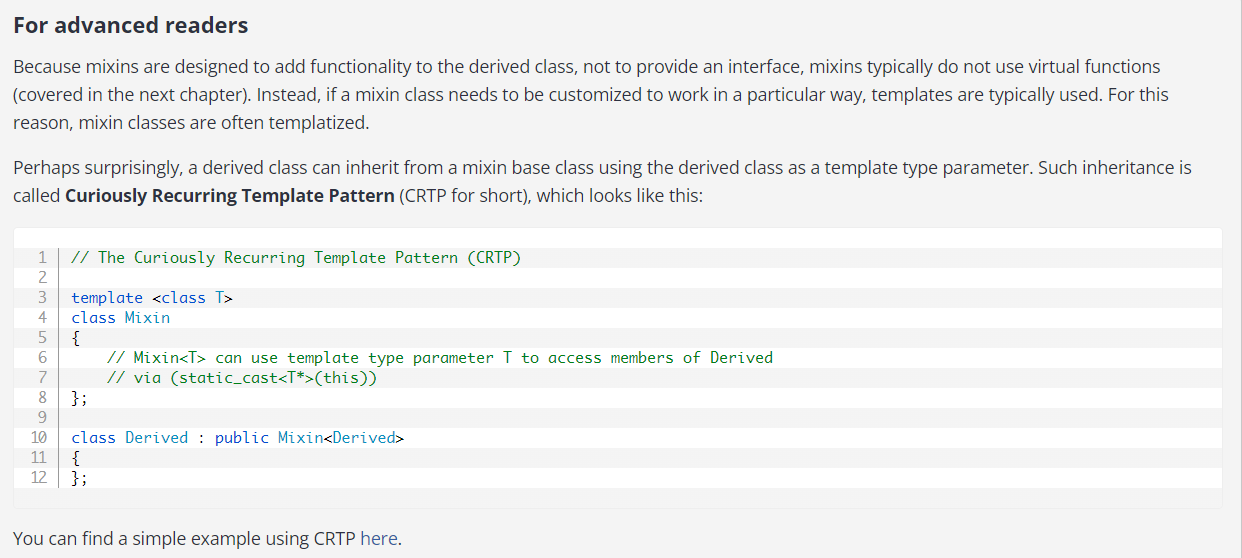 For advanced readers
Because mixins are designed to add functionality to the derived class, not to provide an interface, mixins typically do not use virtual functions
(covered in the next chapter). Instead, if a mixin class needs to be customized to work in a particular way, templates are typically used. For this
reason, mixin classes are often templatized.
Perhaps surprisingly, a derived class can inherit from a mixin base class using the derived class as a template type parameter. Such inheritance is
called Curiously Recurring Template Pattern (CRTP for short), which looks like this:
1 // The Curiously Recurring Template Pattern (CRTP)
2
3 template <class T>
4 class Mixin
5 {
6     // Mixin<T> can use template type parameter T to access members of Derived
7     // via (static_cast<T*>(this))
8 };
9
10 class Derived : public Mixin<Derived>
11 {
12 };
You can find a simple example using CRTP here.